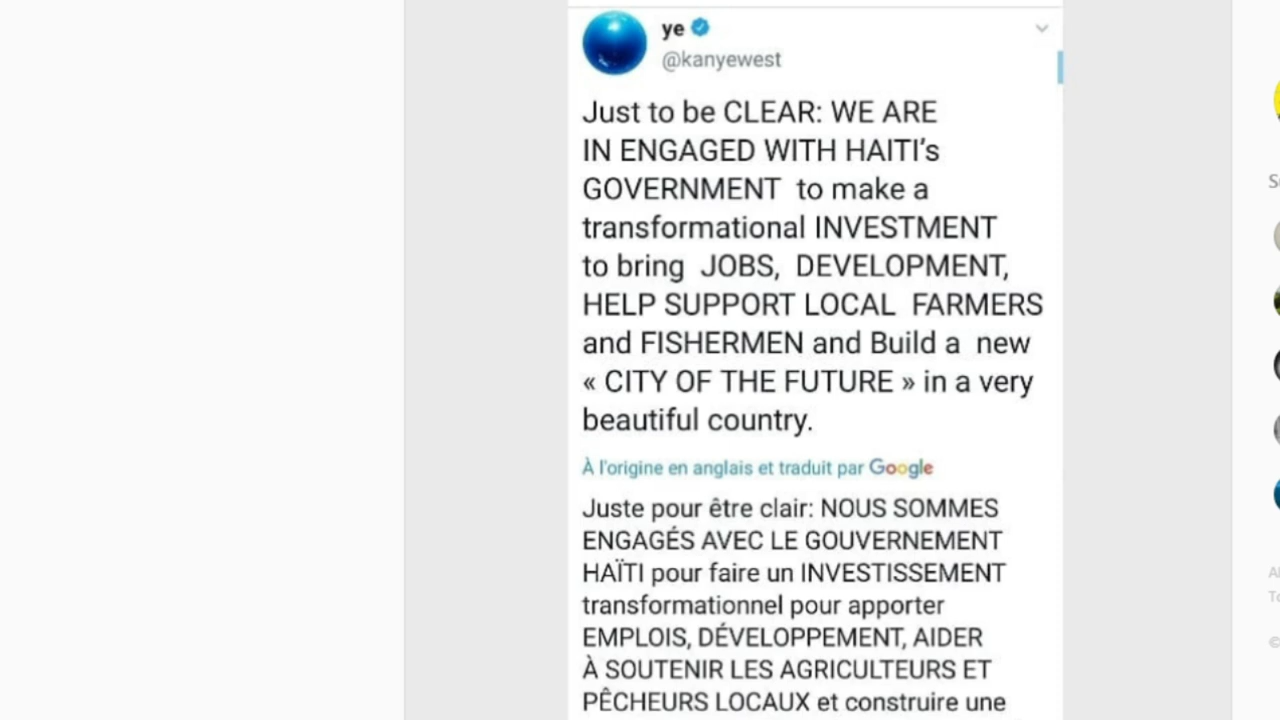 ye
@kanyewest
Just to be CLEAR: WE ARE
IN ENGAGED WITH HAITI’s
GOVERNMENT to make a
transformational INVESTMENT
to bring JOBS, DEVELOPMENT,
HELP SUPPORT LOCAL FARMERS
and FISHERMEN and Build a new
« CITY OF THE FUTURE » in a very
beautiful country.
À l'origine en anglais et traduit par Google
Juste pour être clair: NOUS SOMMES
ENGAGÉS AVEC LE GOUVERNEMENT
HAÏTI pour faire un INVESTISSEMENT
transformationnel pour apporter
EMPLOIS, DÉVELOPPEMENT, AIDER
À SOUTENIR LES AGRICULTEURS ET
PÊCHEURS LOCAUX et construire une